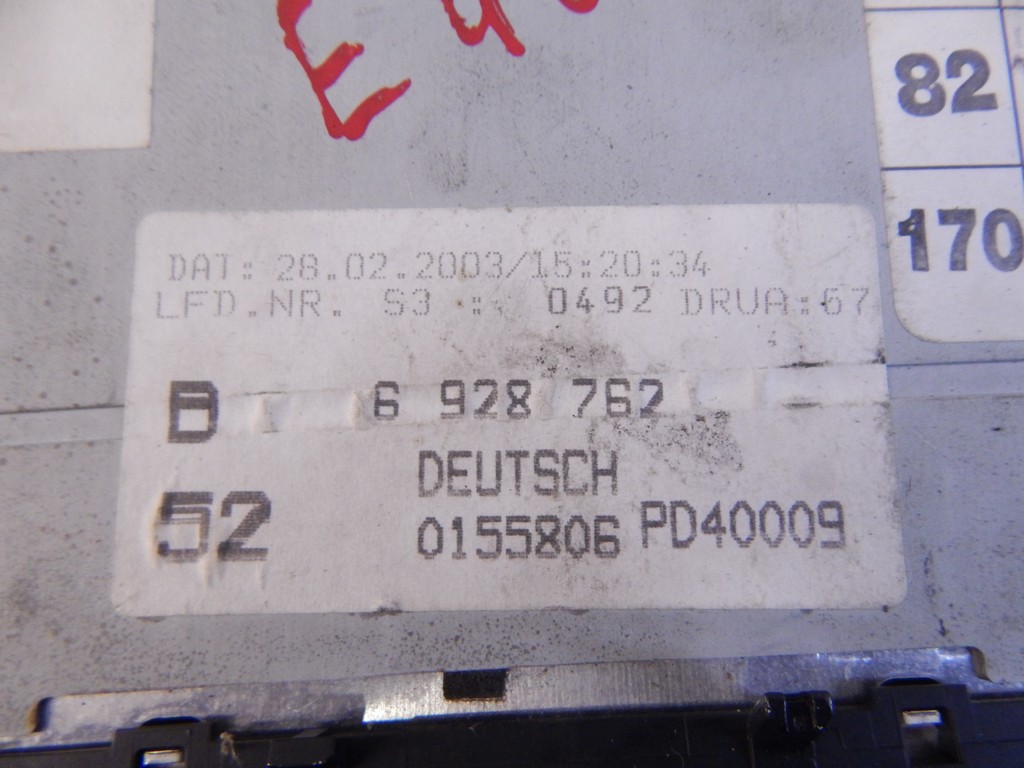 E
82
170
DAT: 28.02.2003/15:20:34
LFD.NR. S3 : 0492 DRVA:67
B 6 928 762
DEUTSCH
52 0155806 PD40009